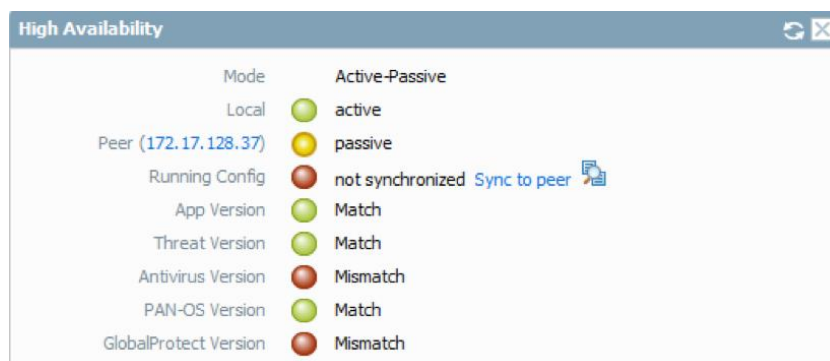 High Availability
Mode Active-Passive
Local active
Peer (172.17.128.37) passive
Running Config not synchronized Sync to peer
App Version Match
Threat Version Match
Antivirus Version Mismatch
PAN-OS Version Match
GlobalProtect Version Mismatch